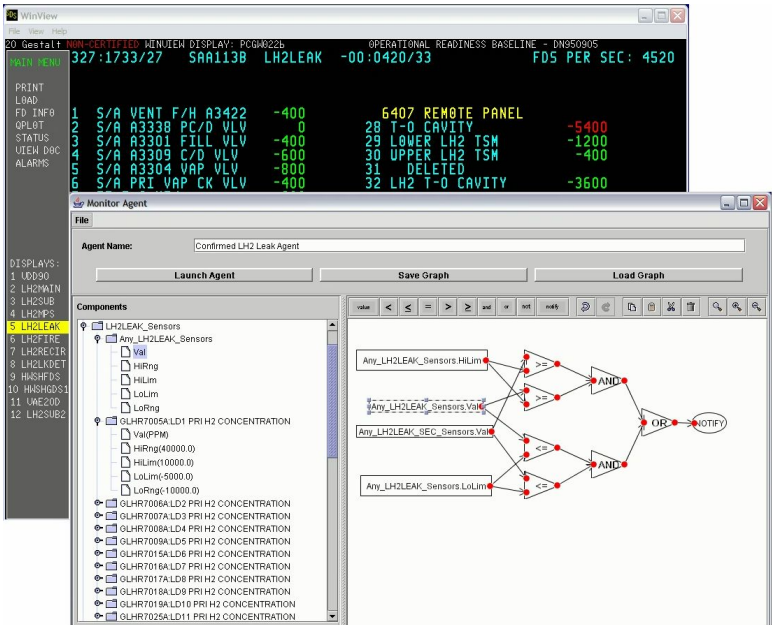 WinView
File View Help
20 Gestalt NON-CERTIFIED WINVIEW DISPLAY: PCGW022b OPERATIONAL READINESS BASELINE - DN950905
MAIN MENU 327:1733/27 SAA113B LH2LEAK -00:0420/33 FDS PER SEC: 4520
PRINT
LOAD
FD INFO
QPLOT
STATUS
VIEW DOC
ALARMS
1 S/A VENT F/H A3422 -400 6407 REMOTE PANEL
2 S/A A3338 PC/D VLV 0 28 T-O CAVITY -5400
3 S/A A3301 FILL VLV -400 29 LOWER LH2 TSM -1200
4 S/A A3309 C/D VLV -600 30 UPPER LH2 TSM -400
5 S/A A3304 VAP VLV -800 31 DELETED
6 S/A PRI VAP CK VLV -400 32 LH2 T-O CAVITY -3600
DISPLAYS:
1 VDD90
2 LH2MAIN
3 LH2SUB
4 LH2MPS
5 LH2LEAK
6 LH2FIRE
7 LH2RECIR
8 LH2LKDET
9 HWSHFDS
10 HWSHGDS1
11 VAE20D
12 LH2SUB2
Monitor Agent
File
Agent Name: Confirmed LH2 Leak Agent
Launch Agent Save Graph Load Graph
Components
value < ≤ = > ≥ and or not notify
LH2LEAK_Sensors
Any_LH2LEAK_Sensors
Val
HiRng
HiLim
LoLim
LoRng
GLHR7005A:LD1 PRI H2 CONCENTRATION
Val(PPM)
HiRng(40000.0)
HiLim(10000.0)
LoLim(-5000.0)
LoRng(-10000.0)
GLHR7006A:LD2 PRI H2 CONCENTRATION
GLHR7007A:LD3 PRI H2 CONCENTRATION
GLHR7008A:LD4 PRI H2 CONCENTRATION
GLHR7009A:LD5 PRI H2 CONCENTRATION
GLHR7015A:LD6 PRI H2 CONCENTRATION
GLHR7016A:LD7 PRI H2 CONCENTRATION
GLHR7017A:LD8 PRI H2 CONCENTRATION
GLHR7018A:LD9 PRI H2 CONCENTRATION
GLHR7019A:LD10 PRI H2 CONCENTRATION
GLHR7025A:LD11 PRI H2 CONCENTRATION
Any_LH2LEAK_Sensors.HiLim
Any_LH2LEAK_Sensors.Val
Any_LH2LEAK_SEC_Sensors.Val
Any_LH2LEAK_Sensors.LoLim
>=
>=
<=
<=
AND
AND
OR
NOTIFY